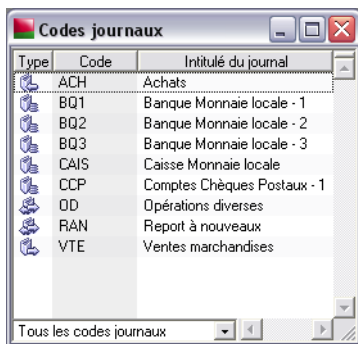 Codes journaux
Type Code Intitulé du journal
ACH Achats
BQ1 Banque Monnaie locale - 1
BQ2 Banque Monnaie locale - 2
BQ3 Banque Monnaie locale - 3
CAIS Caisse Monnaie locale
CCP Comptes Chèques Postaux - 1
OD Opérations diverses
RAN Report à nouveaux
VTE Ventes marchandises
Tous les codes journaux